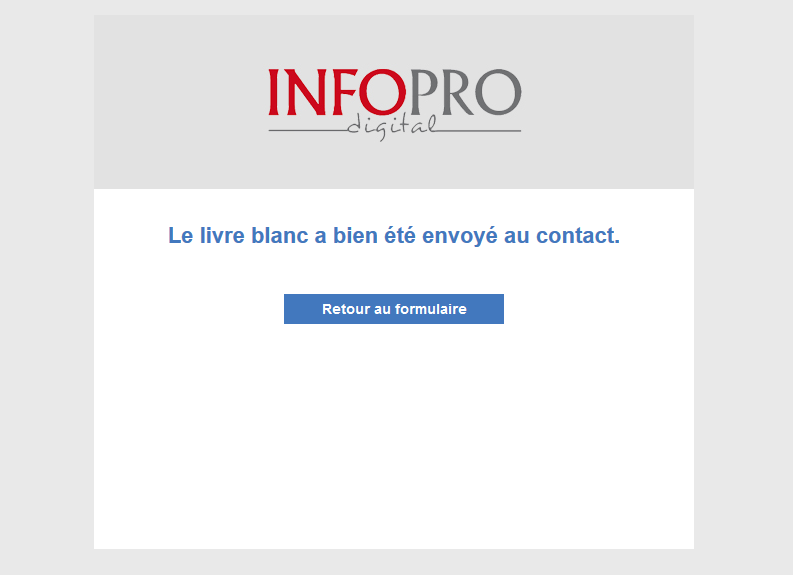 INFOPRO
digital
Le livre blanc a bien été envoyé au contact.
Retour au formulaire